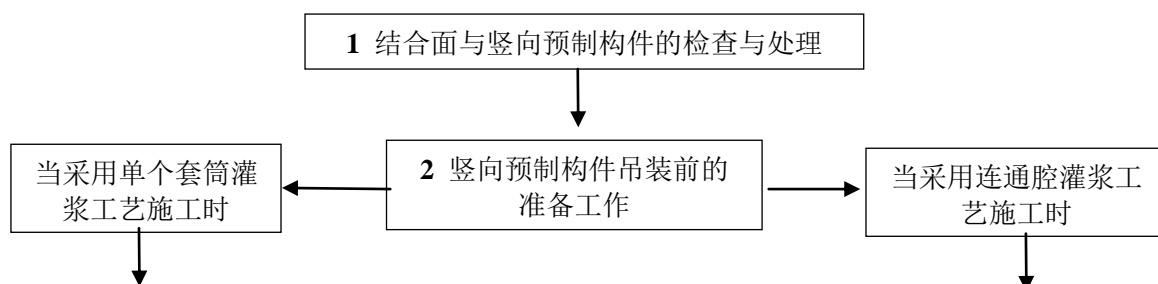 1 结合面与竖向预制构件的检查与处理
当采用单个套筒灌
浆工艺施工时
2 竖向预制构件吊装前的
准备工作
当采用连通腔灌浆工
艺施工时